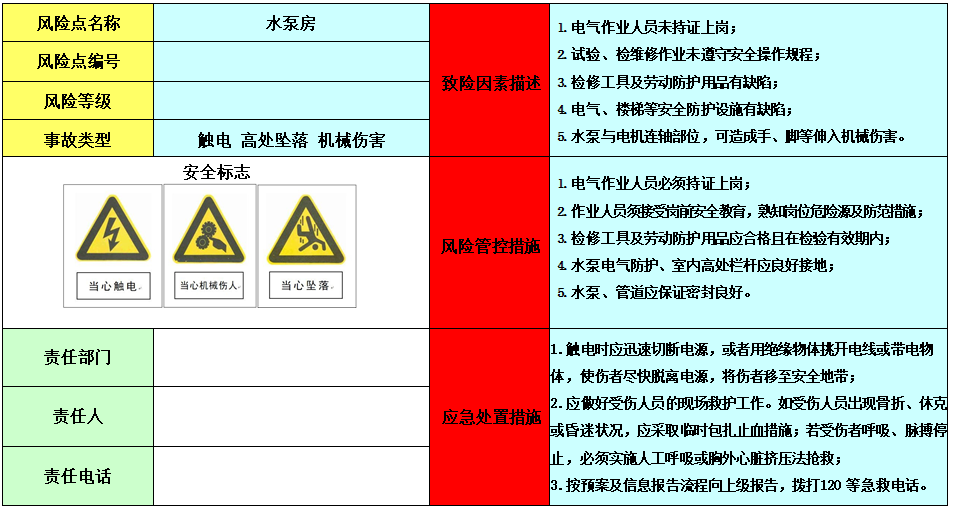 风险点名称
水泵房
风险点编号
风险等级
事故类型
触电 高处坠落 机械伤害
致险因素描述
1.电气作业人员未持证上岗；
2.试验、检维修作业未遵守安全操作规程；
3.检修工具及劳动防护用品有缺陷；
4.电气、楼梯等安全防护设施有缺陷；
5.水泵与电机连轴部位，可造成手、脚等伸入机械伤害。
安全标志
当心触电
当心机械伤人
当心坠落
风险管控措施
1.电气作业人员必须持证上岗；
2.作业人员须接受岗前安全教育，熟知岗位危险源及防范措施；
3.检修工具及劳动防护用品应合格且在检验有效期内；
4.水泵电气防护、室内高处栏杆应良好接地；
5.水泵、管道应保证密封良好。
责任部门
责任人
责任电话
应急处置措施
1.触电时应迅速切断电源，或者用绝缘物体挑开电线或带电物
体，使伤者尽快脱离电源，将伤者移至安全地带；
2.应做好受伤人员的现场救护工作。如受伤人员出现骨折、休克
或昏迷状况，应采取临时包扎止血措施；若受伤者呼吸、脉搏停
止，必须实施人工呼吸或胸外心脏挤压法抢救；
3.按预案及信息报告流程向上级报告，拨打120 等急救电话。